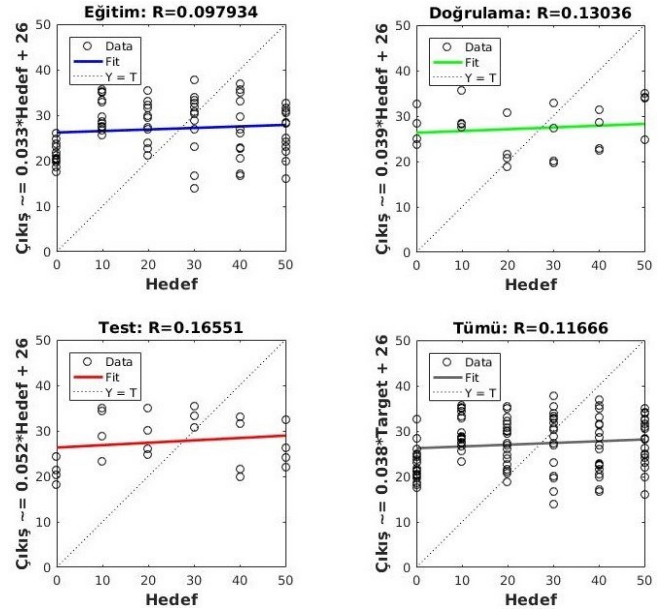 Eğitim: R=0.097934
Çıkış ~= 0.033*Hedef + 26
50
40
30
20
10
0
Data
Fit
Y = T
0 10 20 30 40 50
Hedef
Doğrulama: R=0.13036
Çıkış ~= 0.039*Hedef + 26
50
40
30
20
10
0
Data
Fit
Y = T
0 10 20 30 40 50
Hedef
Test: R=0.16551
Çıkış ~= 0.052*Hedef + 26
50
40
30
20
10
0
Data
Fit
Y = T
0 10 20 30 40 50
Hedef
Tümü: R=0.11666
Çıkış ~= 0.038*Target + 26
50
40
30
20
10
0
Data
Fit
Y = T
0 10 20 30 40 50
Hedef